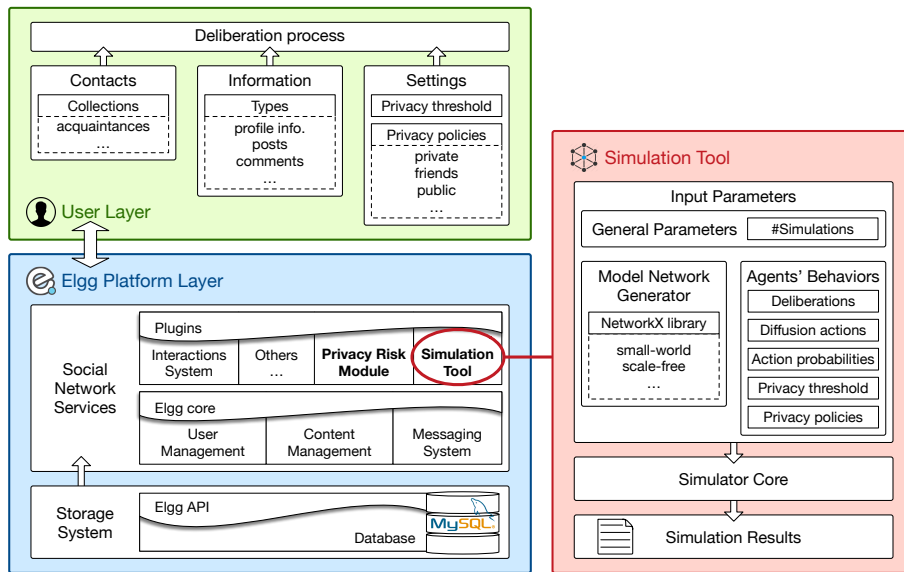 Deliberation process
Contacts
Collections
acquaintances
...
Information
Types
profile info.
posts
comments
...
Settings
Privacy threshold
Privacy policies
private
friends
public
...
User Layer
Elgg Platform Layer
Social
Network
Services
Plugins
Interactions
System
Others
...
Privacy Risk
Module
Simulation
Tool
Elgg core
User
Management
Content
Management
Messaging
System
Storage
System
Elgg API
Database
MySQL®
Simulation Tool
Input Parameters
General Parameters
#Simulations
Model Network
Generator
NetworkX library
small-world
scale-free
...
Agents' Behaviors
Deliberations
Diffusion actions
Action probabilities
Privacy threshold
Privacy policies
Simulator Core
Simulation Results